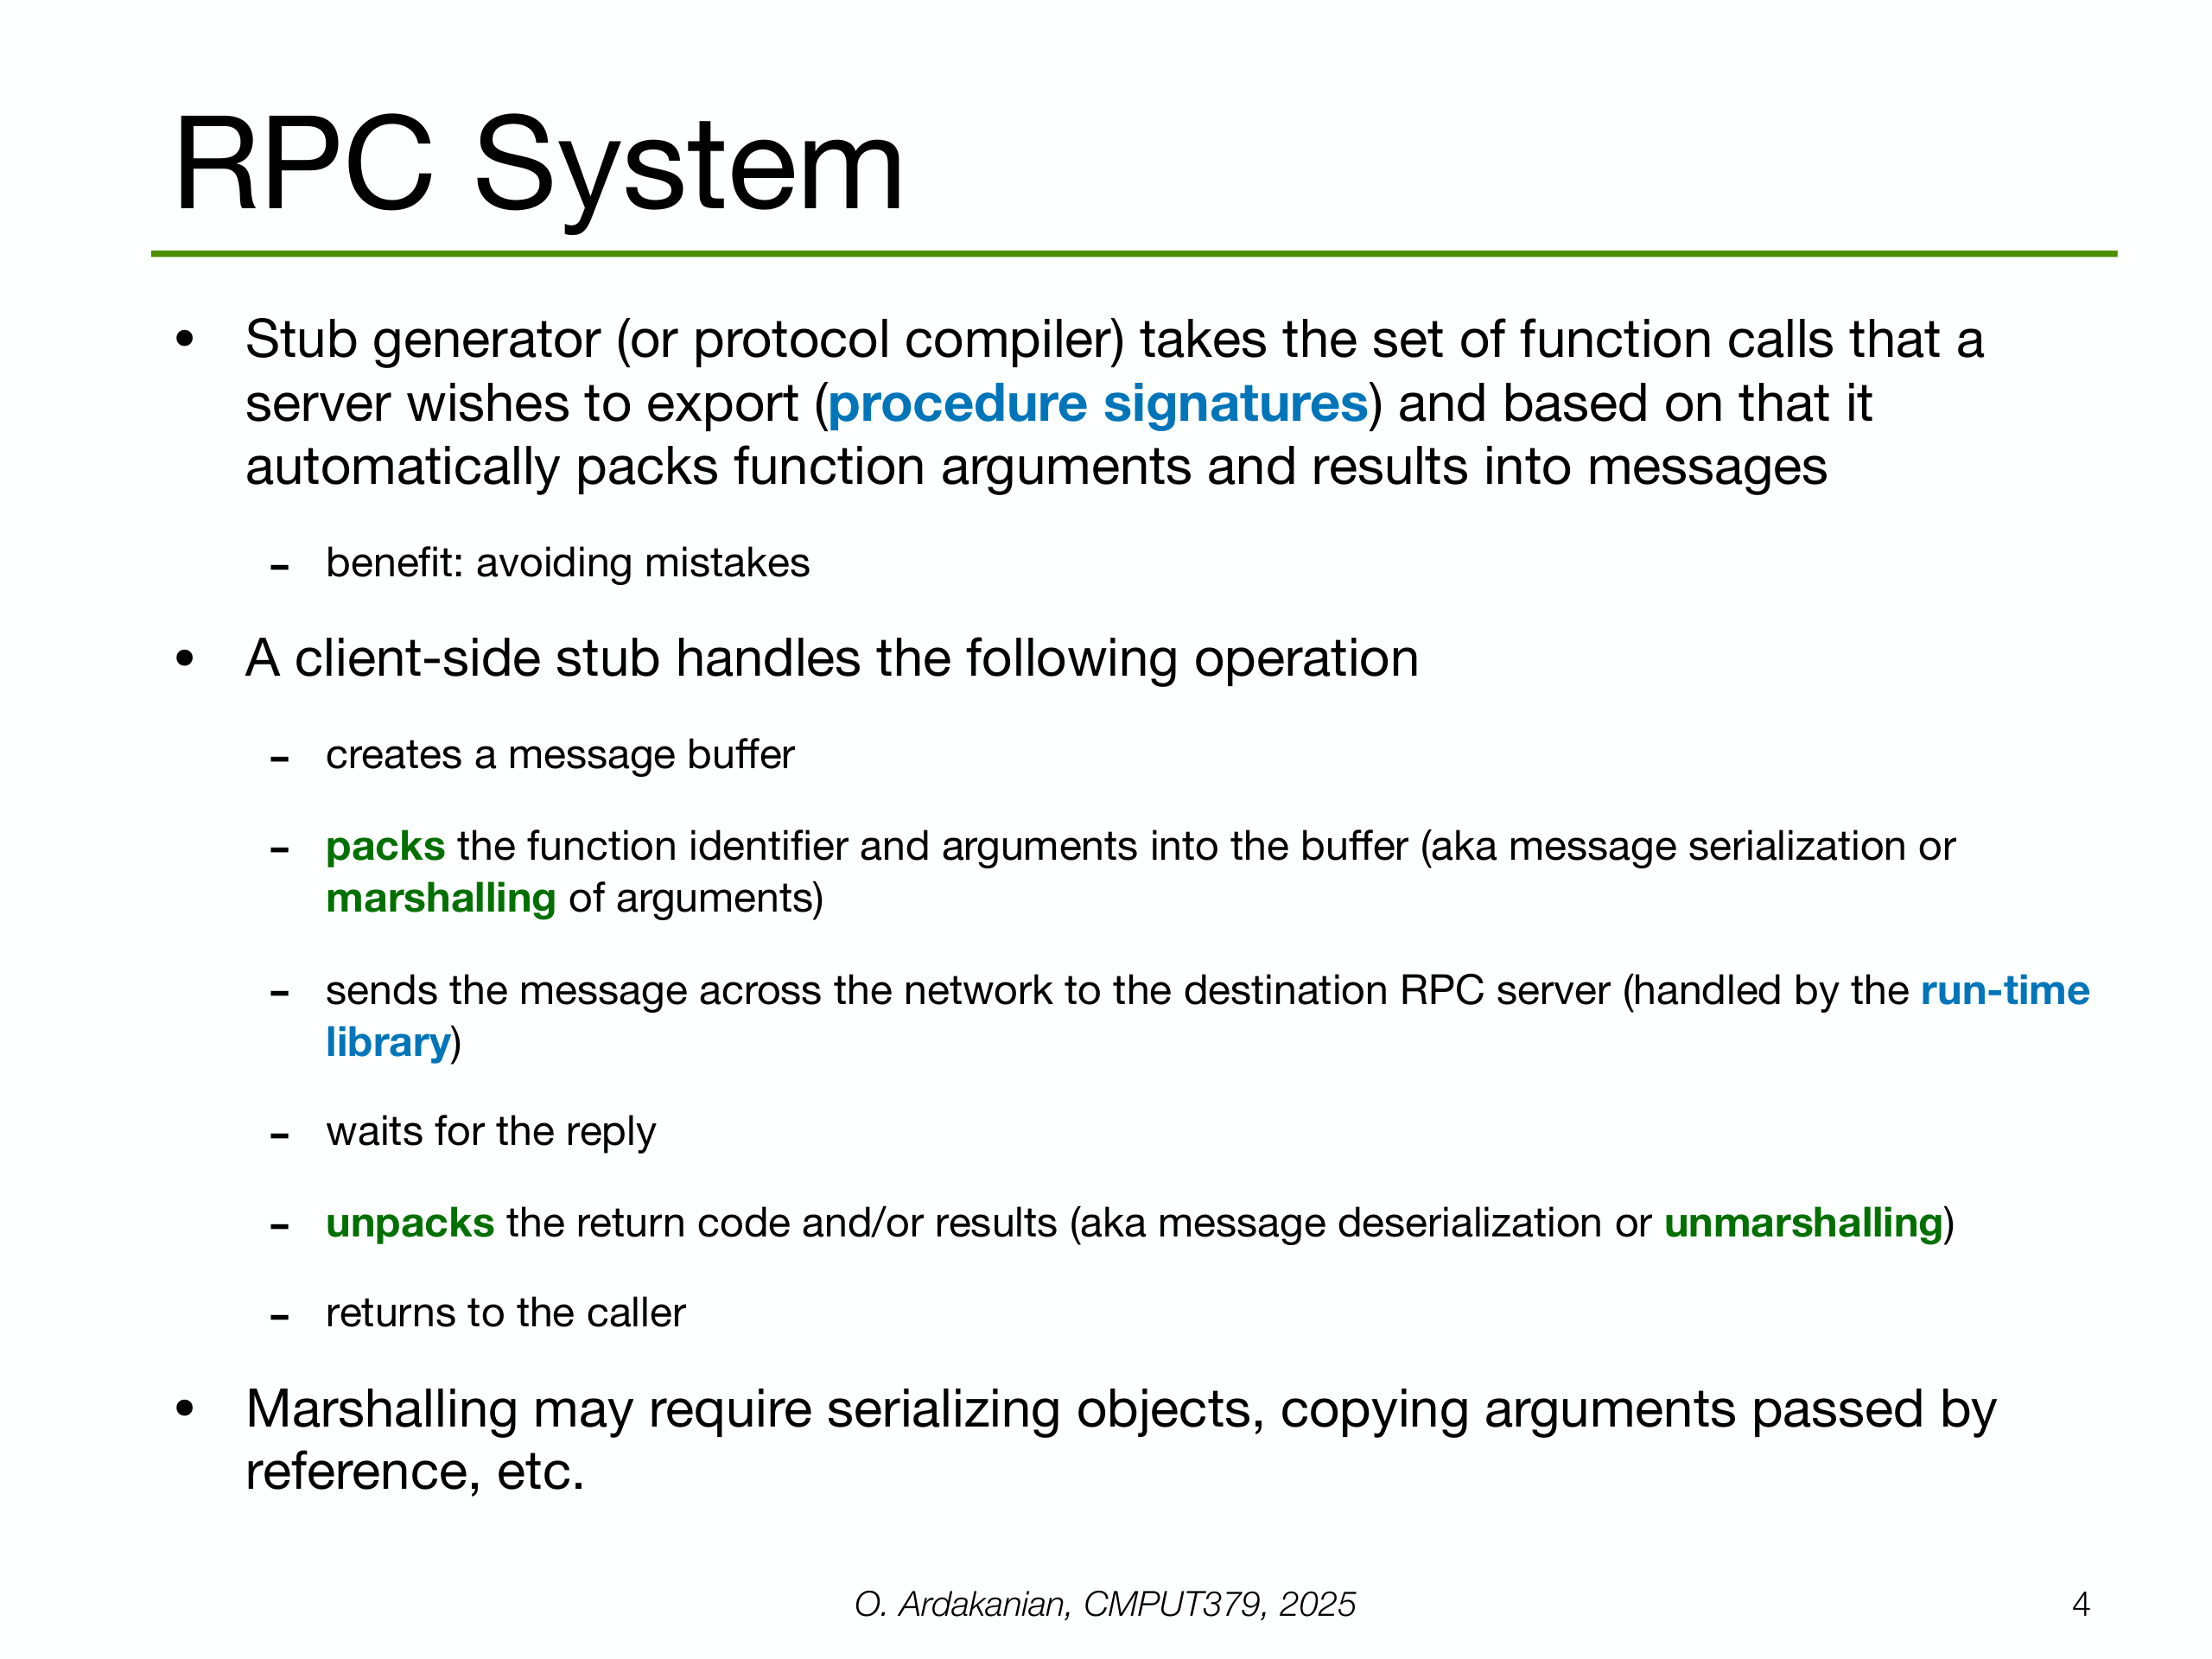 RPC System
• Stub generator (or protocol compiler) takes the set of function calls that a
server wishes to export (procedure signatures) and based on that it
automatically packs function arguments and results into messages
- benefit: avoiding mistakes
• A client-side stub handles the following operation
- creates a message buffer
- packs the function identifier and arguments into the buffer (aka message serialization or
marshalling of arguments)
- sends the message across the network to the destination RPC server (handled by the run-time
library)
- waits for the reply
- unpacks the return code and/or results (aka message deserialization or unmarshalling)
- returns to the caller
• Marshalling may require serializing objects, copying arguments passed by
reference, etc.
O. Ardakanian, CMPUT379, 2025
4